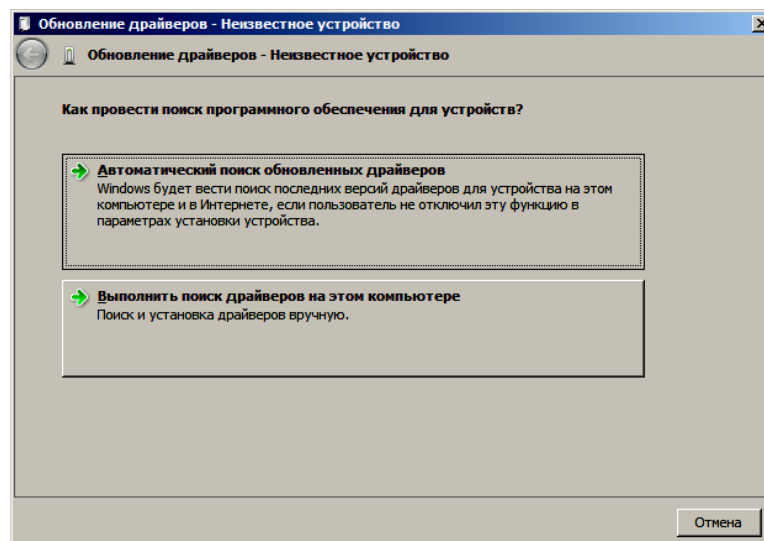 Обновление драйверов - Неизвестное устройство
Обновление драйверов - Неизвестное устройство
Как провести поиск программного обеспечения для устройств?
Автоматический поиск обновленных драйверов
Windows будет вести поиск последних версий драйверов для устройства на этом
компьютере и в Интернете, если пользователь не отключил эту функцию в
параметрах установки устройства.
Выполнить поиск драйверов на этом компьютере
Поиск и установка драйверов вручную.
Отмена